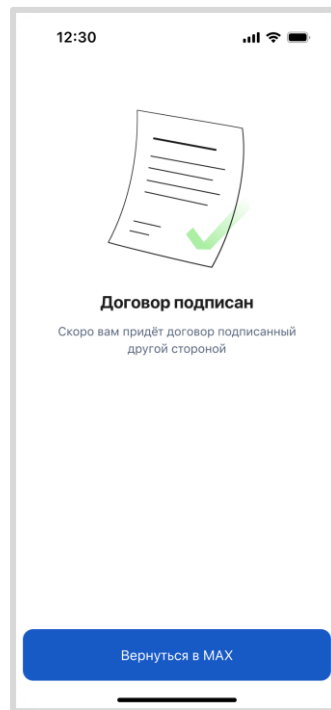 12:30
Договор подписан
Скоро вам придёт договор подписанный
другой стороной
Вернуться в MAX